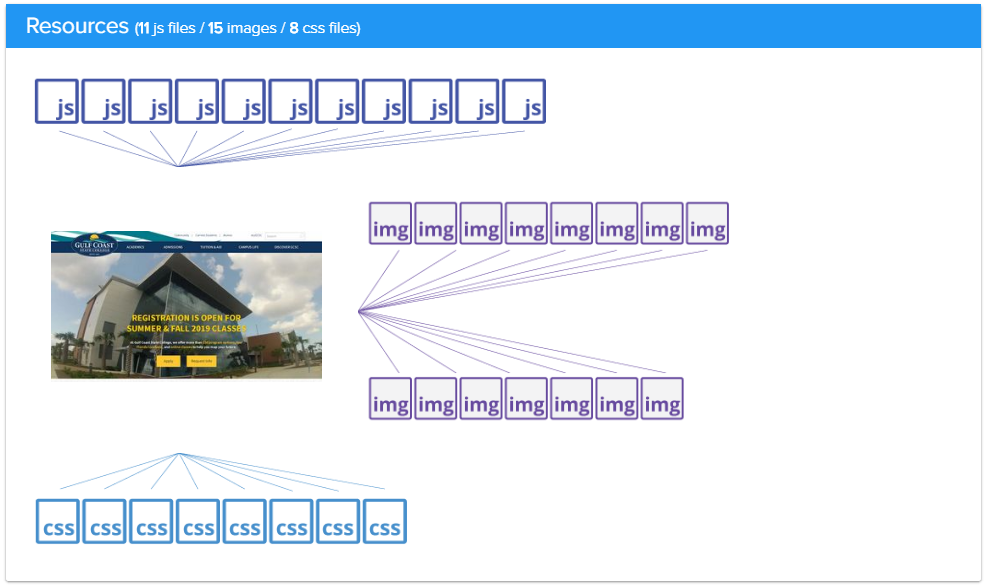 Resources (11 js files / 15 images / 8 css files)
js js js js js js js js js js js
img img img img img img img img
GULF COAST
STATE COLLEGE
ACADEMICS ADMISSIONS TUITION & AID CAMPUS LIFE DISCOVER GCSC
REGISTRATION IS OPEN FOR
SUMMER & FALL 2019 CLASSES
Apply Request Info
img img img img img img img
css css css css css css css css